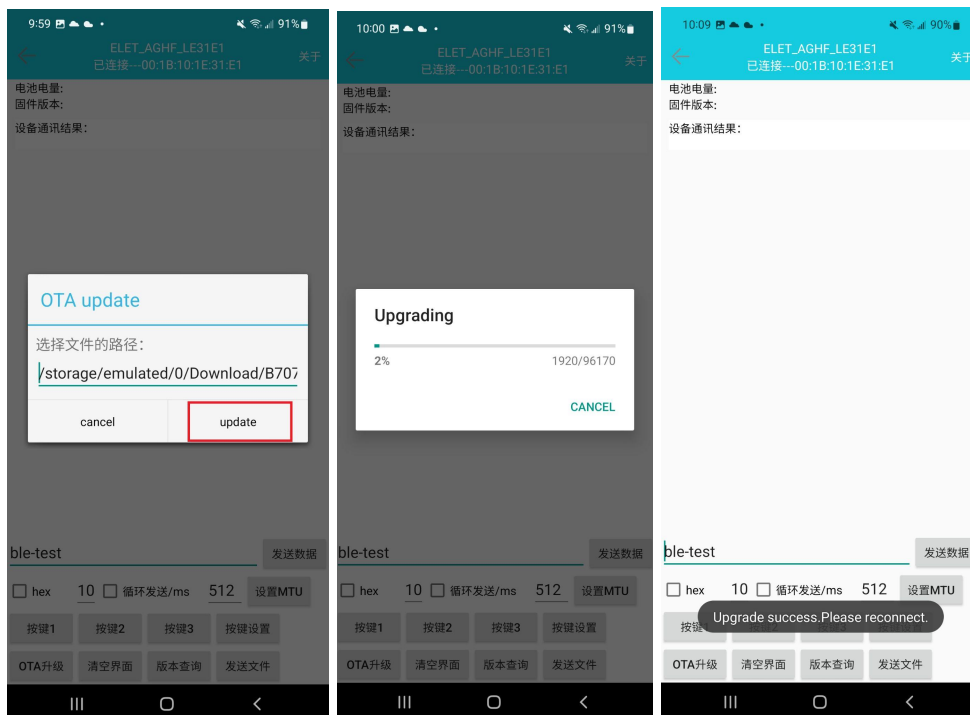 9:59
91%
ELET_AGHF_LE31E1
已连接---00:1B:10:1E:31:E1
关于
电池电量:
固件版本:
设备通讯结果：
OTA update
选择文件的路径：
/storage/emulated/0/Download/B707
cancel
update
ble-test
发送数据
hex
10
循环发送/ms
512
设置MTU
按键1
按键2
按键3
按键设置
OTA升级
清空界面
版本查询
发送文件
10:00
91%
ELET_AGHF_LE31E1
已连接---00:1B:10:1E:31:E1
关于
电池电量:
固件版本:
设备通讯结果：
Upgrading
2%
1920/96170
CANCEL
ble-test
发送数据
hex
10
循环发送/ms
512
设置MTU
按键1
按键2
按键3
按键设置
OTA升级
清空界面
版本查询
发送文件
10:09
90%
ELET_AGHF_LE31E1
已连接---00:1B:10:1E:31:E1
关于
电池电量:
固件版本:
设备通讯结果：
ble-test
发送数据
hex
10
循环发送/ms
512
设置MTU
按键
Upgrade success.Please reconnect.
OTA升级
清空界面
版本查询
发送文件